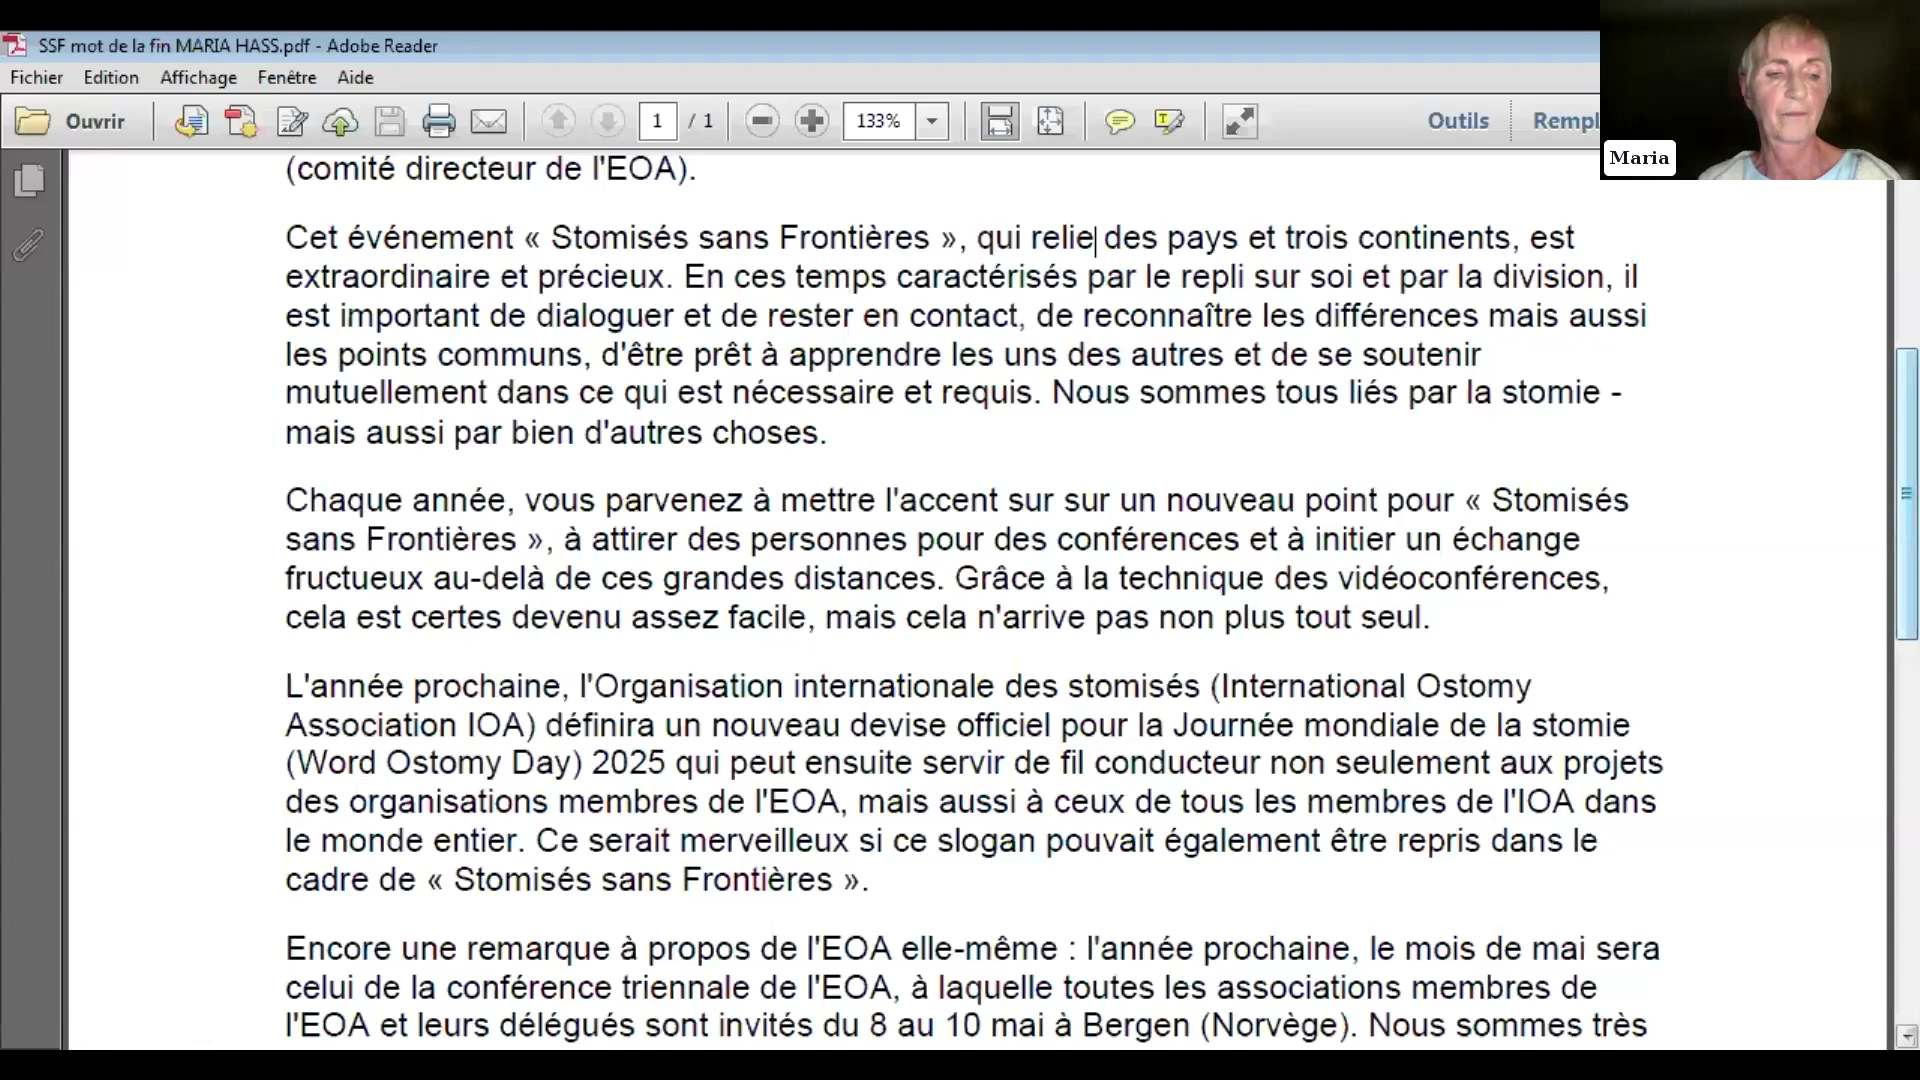 SSF mot de la fin MARIA HASS.pdf - Adobe Reader
Fichier Edition Affichage Fenêtre Aide
Ouvrir 1 / 1 133% Outils Rempl
Maria
(comité directeur de l'EOA).
Cet événement « Stomisés sans Frontières », qui relie des pays et trois continents, est
extraordinaire et précieux. En ces temps caractérisés par le repli sur soi et par la division, il
est important de dialoguer et de rester en contact, de reconnaître les différences mais aussi
les points communs, d'être prêt à apprendre les uns des autres et de se soutenir
mutuellement dans ce qui est nécessaire et requis. Nous sommes tous liés par la stomie -
mais aussi par bien d'autres choses.
Chaque année, vous parvenez à mettre l'accent sur sur un nouveau point pour « Stomisés
sans Frontières », à attirer des personnes pour des conférences et à initier un échange
fructueux au-delà de ces grandes distances. Grâce à la technique des vidéoconférences,
cela est certes devenu assez facile, mais cela n'arrive pas non plus tout seul.
L'année prochaine, l'Organisation internationale des stomisés (International Ostomy
Association IOA) définira un nouveau devise officiel pour la Journée mondiale de la stomie
(Word Ostomy Day) 2025 qui peut ensuite servir de fil conducteur non seulement aux projets
des organisations membres de l'EOA, mais aussi à ceux de tous les membres de l'IOA dans
le monde entier. Ce serait merveilleux si ce slogan pouvait également être repris dans le
cadre de « Stomisés sans Frontières ».
Encore une remarque à propos de l'EOA elle-même : l'année prochaine, le mois de mai sera
celui de la conférence triennale de l'EOA, à laquelle toutes les associations membres de
l'EOA et leurs délégués sont invités du 8 au 10 mai à Bergen (Norvège). Nous sommes très